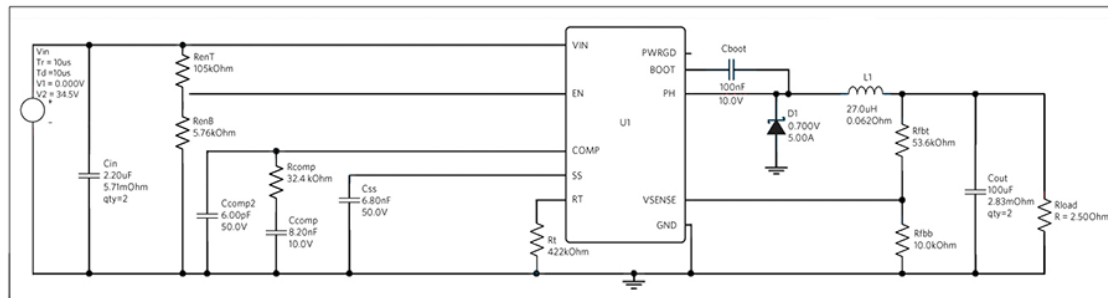 Vin
Tr = 10us
Td =10us
V1 = 0.000V
V2 = 34.5V
+
-
Cin
2.20uF
5.71mOhm
qty=2
RenT
105kOhm
RenB
5.76kOhm
Ccomp2
6.00pF
50.0V
Rcomp
32.4 kOhm
Ccomp
8.20nF
10.0V
Css
6.80nF
50.0V
Rt
422kOhm
VIN
EN
COMP
SS
RT
U1
PWRGD
BOOT
PH
VSENSE
GND
Cboot
100nF
10.0V
D1
0.700V
5.00A
L1
27.0uH
0.062Ohm
Rfbt
53.6kOhm
Rfbb
10.0kOhm
Cout
100uF
2.83mOhm
qty=2
Rload
R = 2.50Ohm